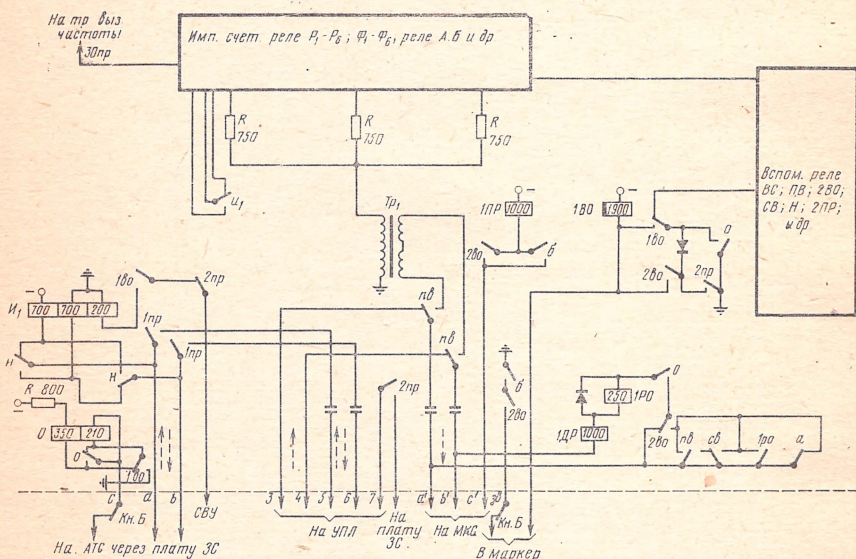 На тр выз.
частоты
30пр
Имп. счет. реле Р₁-Р₆; Ф₁-Ф₆, реле А.Б и др
R
750
R
750
R
750
Вспом. реле
ВС; ПВ; 2ВО;
СВ; Н; 2ПР;
и др
И₁
Тр₁
1ПР
1000
2во
б
1ВО
1900
1во
о
2во
2пр
И₁
700
700
200
1во
2пр
1пр
1пр
н
н
R 800
О
350
210
о
1во
пв
пв
2пр
б
2во
1ДР
1000
250
1РО
о
2во
пв
св
1ро
а
с
а
b
СВУ
Кн.Б
3
4
5
6
7
На УПЛ
На
плату
ЗС
а'
b'
c'
На МКС
Кн.Б
В маркер
На. АТС через плату ЗС